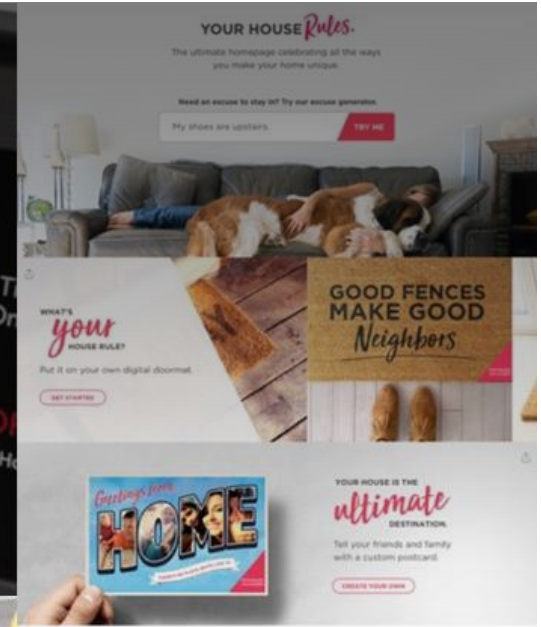 YOUR HOUSE Rules.
The ultimate homepage celebrating all the ways
you make your home unique.
Need an excuse to stay in? Try our excuse generator.
My shoes are upstairs.
TRY ME
WHAT'S
your
HOUSE RULE?
Put it on your own digital doormat.
GET STARTED
GOOD FENCES
MAKE GOOD
Neighbors
Greetings from
HOME
YOUR HOUSE IS THE
ultimate
DESTINATION.
Tell your friends and family
with a custom postcard.
CREATE YOUR OWN